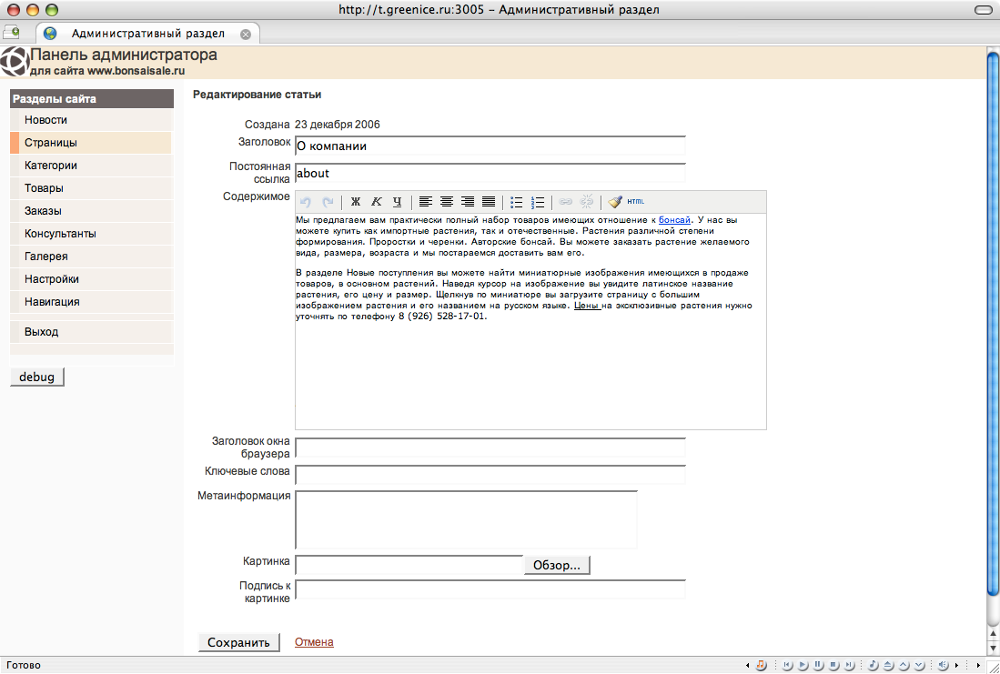 http://t.greenice.ru:3005 – Административный раздел
Административный раздел
Панель администратора
для сайта www.bonsaisale.ru
Разделы сайта
Новости
Страницы
Категории
Товары
Заказы
Консультанты
Галерея
Настройки
Навигация
Выход
debug
Редактирование статьи
Создана 23 декабря 2006
Заголовок О компании
Постоянная
ссылка about
Содержимое
Ж К Ч HTML
Мы предлагаем вам практически полный набор товаров имеющих отношение к бонсай. У нас вы
можете купить как импортные растения, так и отечественные. Растения различной степени
формирования. Проростки и черенки. Авторские бонсай. Вы можете заказать растение желаемого
вида, размера, возраста и мы постараемся доставить вам его.
В разделе Новые поступления вы можете найти миниатюрные изображения имеющихся в продаже
товаров, в основном растений. Наведя курсор на изображение вы увидите латинское название
растения, его цену и размер. Щелкнув по миниатюре вы загрузите страницу с большим
изображением растения и его названием на русском языке. Цены на эксклюзивные растения нужно
уточнять по телефону 8 (926) 528-17-01.
Заголовок окна
браузера
Ключевые слова
Метаинформация
Картинка Обзор...
Подпись к
картинке
Сохранить Отмена
Готово